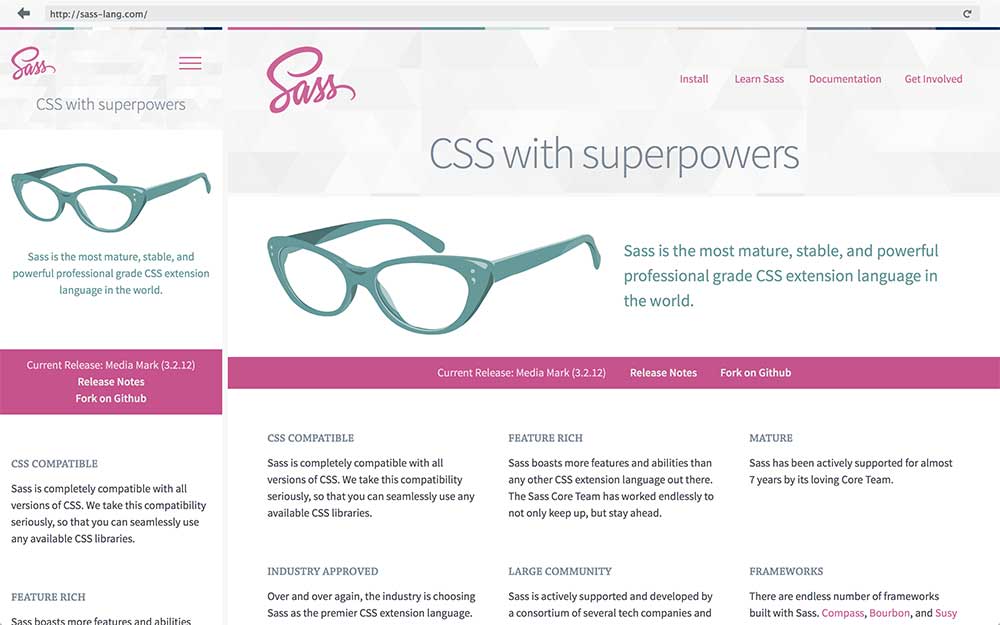 http://sass-lang.com/
Sass
CSS with superpowers
Sass is the most mature, stable, and
powerful professional grade CSS extension
language in the world.
Current Release: Media Mark (3.2.12)
Release Notes
Fork on Github
CSS COMPATIBLE
Sass is completely compatible with all
versions of CSS. We take this compatibility
seriously, so that you can seamlessly use
any available CSS libraries.
FEATURE RICH
Sass boasts more features and abilities
Sass
Install Learn Sass Documentation Get Involved
CSS with superpowers
Sass is the most mature, stable, and powerful
professional grade CSS extension language in
the world.
Current Release: Media Mark (3.2.12) Release Notes Fork on Github
CSS COMPATIBLE
Sass is completely compatible with all
versions of CSS. We take this compatibility
seriously, so that you can seamlessly use any
available CSS libraries.
FEATURE RICH
Sass boasts more features and abilities than
any other CSS extension language out there.
The Sass Core Team has worked endlessly to
not only keep up, but stay ahead.
MATURE
Sass has been actively supported for almost
7 years by its loving Core Team.
INDUSTRY APPROVED
Over and over again, the industry is choosing
Sass as the premier CSS extension language.
LARGE COMMUNITY
Sass is actively supported and developed by
a consortium of several tech companies and
FRAMEWORKS
There are endless number of frameworks
built with Sass. Compass, Bourbon, and Susy